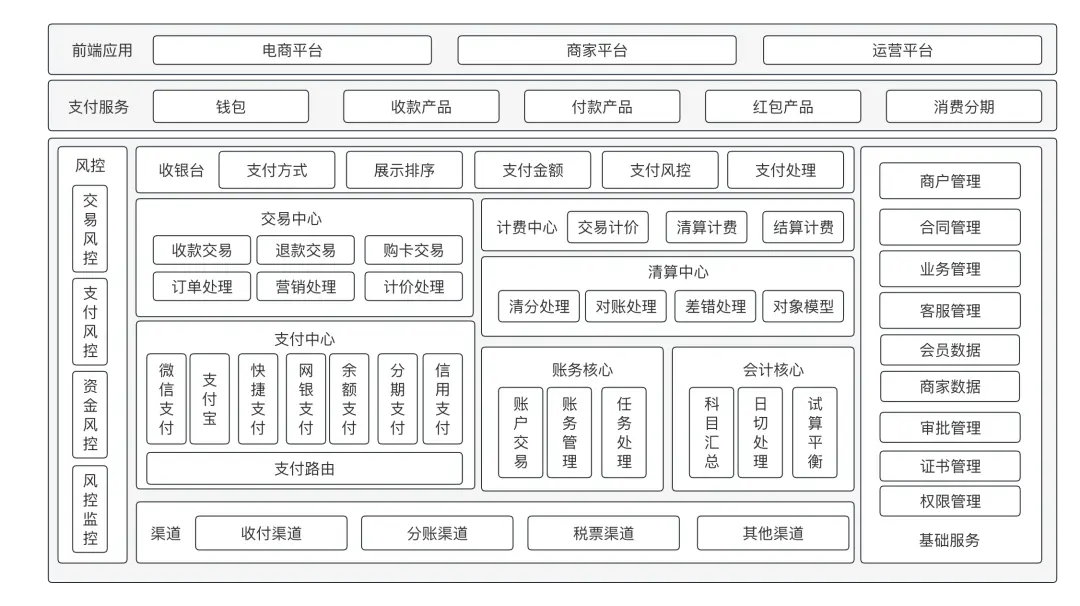 前端应用 电商平台 商家平台 运营平台
支付服务 钱包 收款产品 付款产品 红包产品 消费分期
风控
交易风控
支付风控
资金风控
风控监控
收银台 支付方式 展示排序 支付金额 支付风控 支付处理
交易中心
收款交易 退款交易 购卡交易
订单处理 营销处理 计价处理
计费中心 交易计价 清算计费 结算计费
清算中心
清分处理 对账处理 差错处理 对象模型
支付中心
微信支付 支付宝 快捷支付 网银支付 余额支付 分期支付 信用支付
支付路由
账务核心
账户交易 账务管理 任务处理
会计核心
科目汇总 日切处理 试算平衡
渠道 收付渠道 分账渠道 税票渠道 其他渠道
商户管理
合同管理
业务管理
客服管理
会员数据
商家数据
审批管理
证书管理
权限管理
基础服务